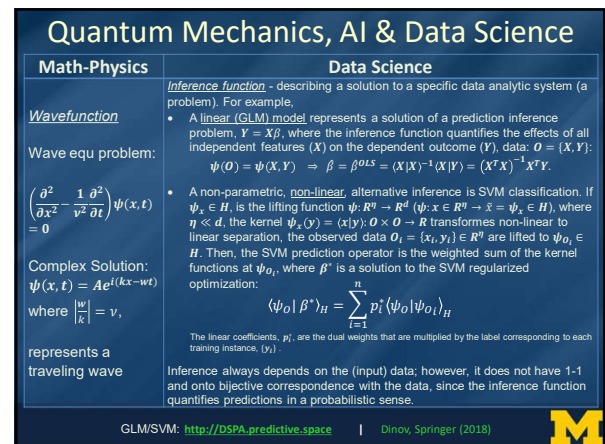 Quantum Mechanics, AI & Data Science
Math-Physics
Data Science
Wavefunction
Wave equ problem:
(∂²/∂x² − 1/ν² ∂²/∂t) ψ(x, t)
= 0
Complex Solution:
ψ(x, t) = Ae^{i(kx−wt)}
where |w/k| = ν,
represents a
traveling wave
Inference function - describing a solution to a specific data analytic system (a
problem). For example,
• A linear (GLM) model represents a solution of a prediction inference
problem, Y = Xβ, where the inference function quantifies the effects of all
independent features (X) on the dependent outcome (Y), data: O = {X, Y}:
ψ(O) = ψ(X, Y) ⇒ β̂ = β̂^{OLS} = ⟨X|X⟩⁻¹⟨X|Y⟩ = (XᵀX)⁻¹XᵀY.
• A non-parametric, non-linear, alternative inference is SVM classification. If
ψ_x ∈ H, is the lifting function ψ: R^η → R^d (ψ: x ∈ R^η → x̃ = ψ_x ∈ H), where
η ≪ d, the kernel ψ_x(y) = ⟨x|y⟩: O × O → R transformes non-linear to
linear separation, the observed data O_i = {x_i, y_i} ∈ R^η are lifted to ψ_{O_i} ∈
H. Then, the SVM prediction operator is the weighted sum of the kernel
functions at ψ_{O_i}, where β* is a solution to the SVM regularized
optimization:
⟨ψ_O| β*⟩_H = ∑_{i=1}^{n} p_i*⟨ψ_O|ψ_{O_i}⟩_H
The linear coefficients, p_i*, are the dual weights that are multiplied by the label corresponding to each
training instance, {y_i}.
Inference always depends on the (input) data; however, it does not have 1-1
and onto bijective correspondence with the data, since the inference function
quantifies predictions in a probabilistic sense.
GLM/SVM: http://DSPA.predictive.space | Dinov, Springer (2018)
M